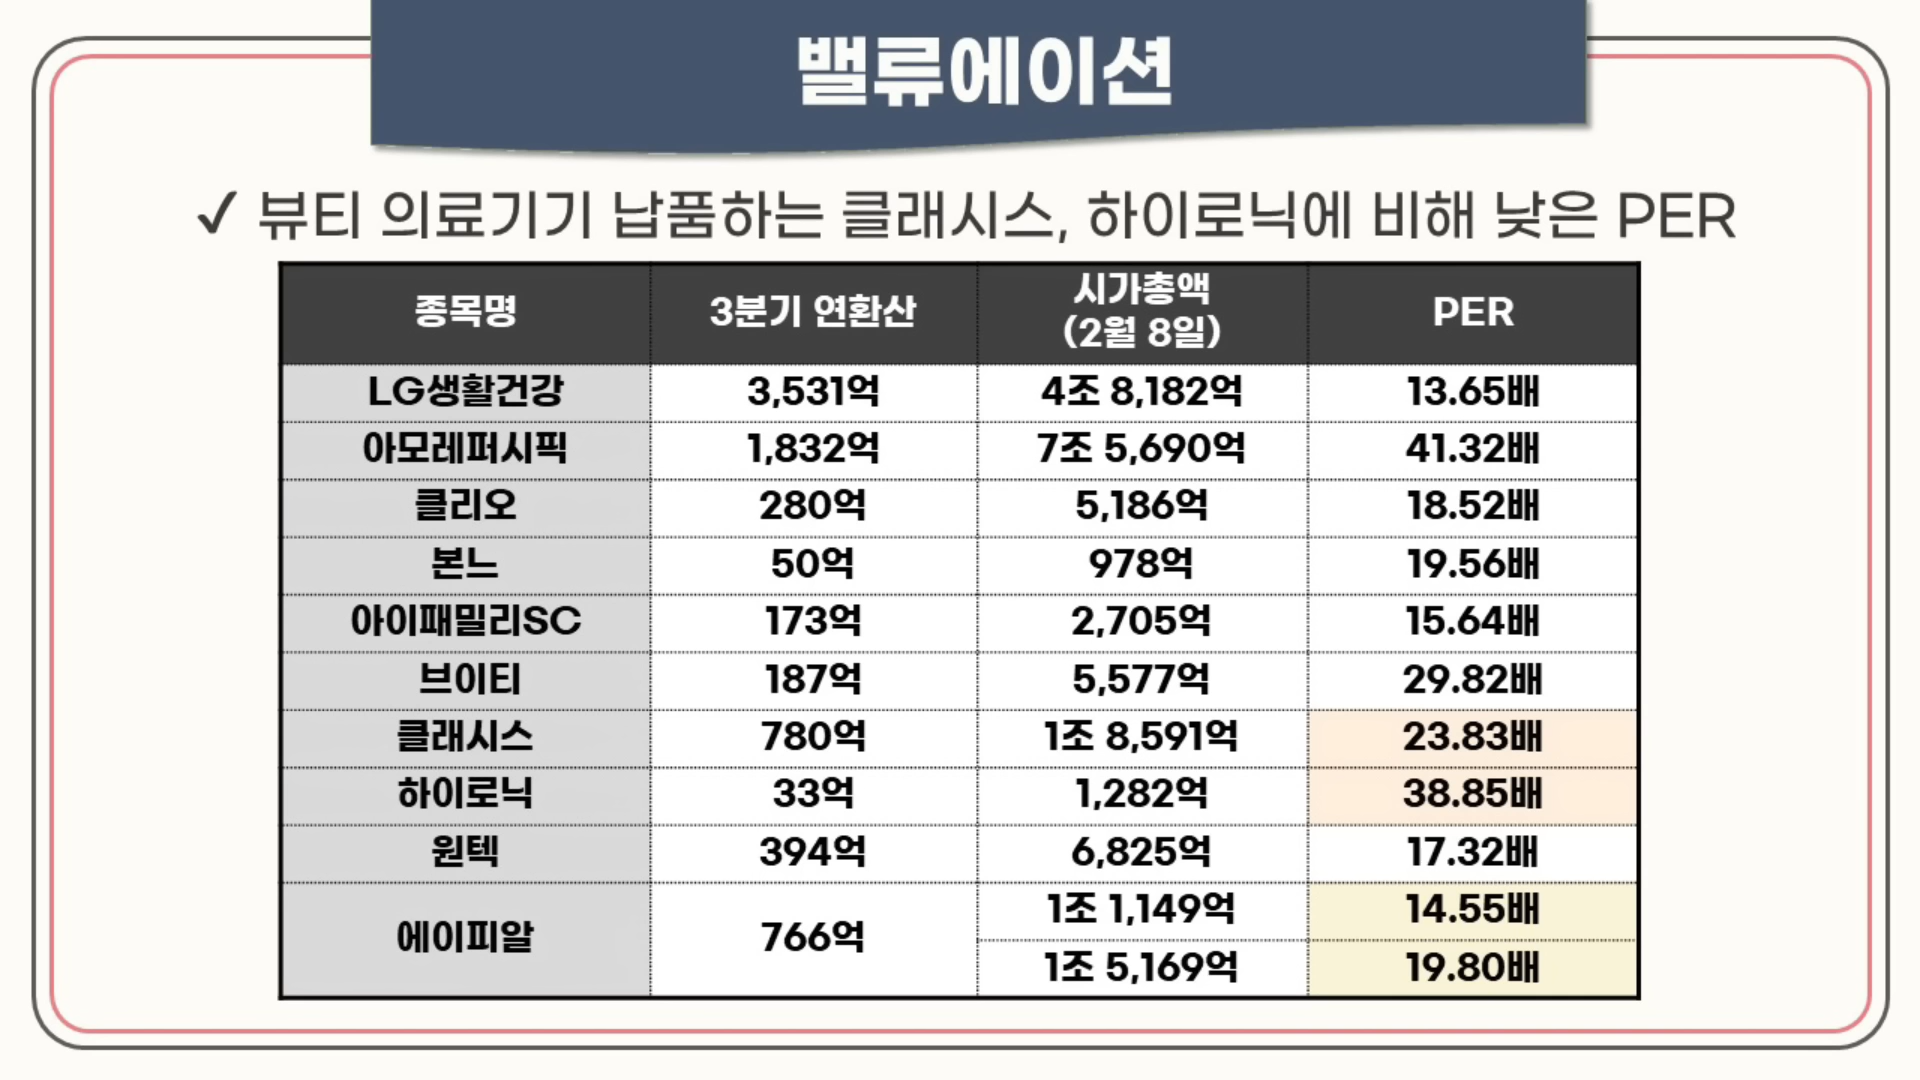 밸류에이션
✓ 뷰티 의료기기 납품하는 클래시스, 하이로닉에 비해 낮은 PER
종목명 3분기 연환산 시가총액 (2월 8일) PER
LG생활건강 3,531억 4조 8,182억 13.65배
아모레퍼시픽 1,832억 7조 5,690억 41.32배
클리오 280억 5,186억 18.52배
본느 50억 978억 19.56배
아이패밀리SC 173억 2,705억 15.64배
브이티 187억 5,577억 29.82배
클래시스 780억 1조 8,591억 23.83배
하이로닉 33억 1,282억 38.85배
원텍 394억 6,825억 17.32배
에이피알 766억 1조 1,149억 14.55배
1조 5,169억 19.80배